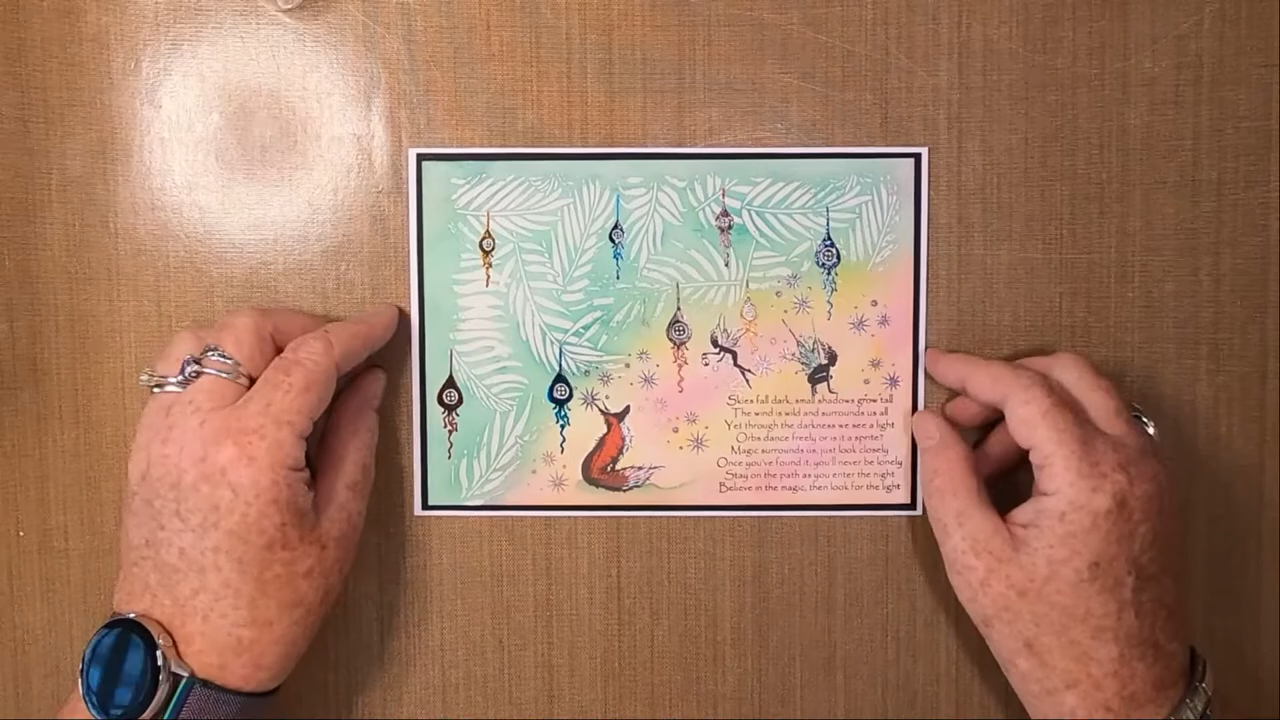 Skies fall dark, small shadows grow tall
The wind is wild and surrounds us all
Yet through the darkness we see a light
Orbs dance freely or is it a sprite?
Magic surrounds us, just look closely
Once you've found it, you'll never be lonely
Stay on the path as you enter the night
Believe in the magic, then look for the light